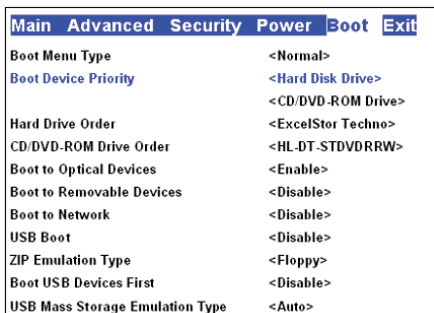 Main Advanced Security Power Boot Exit
Boot Menu Type <Normal>
Boot Device Priority <Hard Disk Drive>
<CD/DVD-ROM Drive>
Hard Drive Order <ExcelStor Techno>
CD/DVD-ROM Drive Order <HL-DT-STDVDRRW>
Boot to Optical Devices <Enable>
Boot to Removable Devices <Disable>
Boot to Network <Disable>
USB Boot <Disable>
ZIP Emulation Type <Floppy>
Boot USB Devices First <Disable>
USB Mass Storage Emulation Type <Auto>